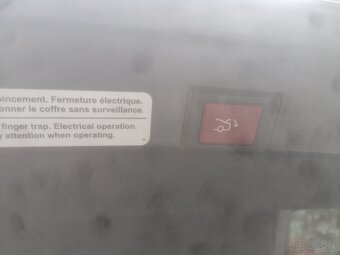 incement. Fermeture électrique.
onner le coffre sans surveillance.
finger trap. Electrical operation.
y attention when operating.